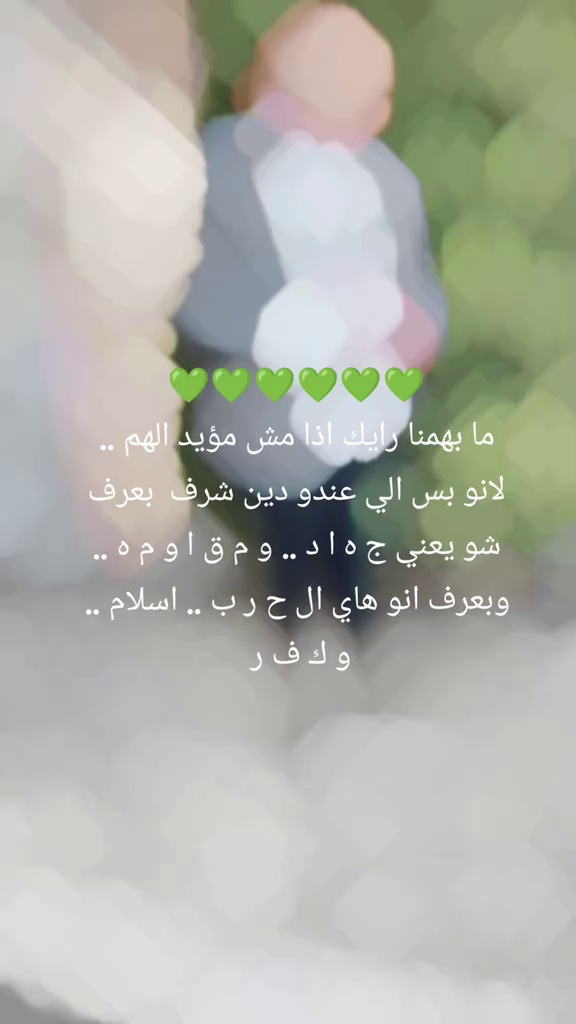 💚💚💚💚💚💚
ما بهمنا رايك اذا مش مؤيد الهم ..
لانو بس الي عندو دين شرف بعرف
شو يعني ج ه ا د .. و م ق ا و م ه ..
وبعرف انو هاي ال ح ر ب .. اسلام ..
و ك ف ر